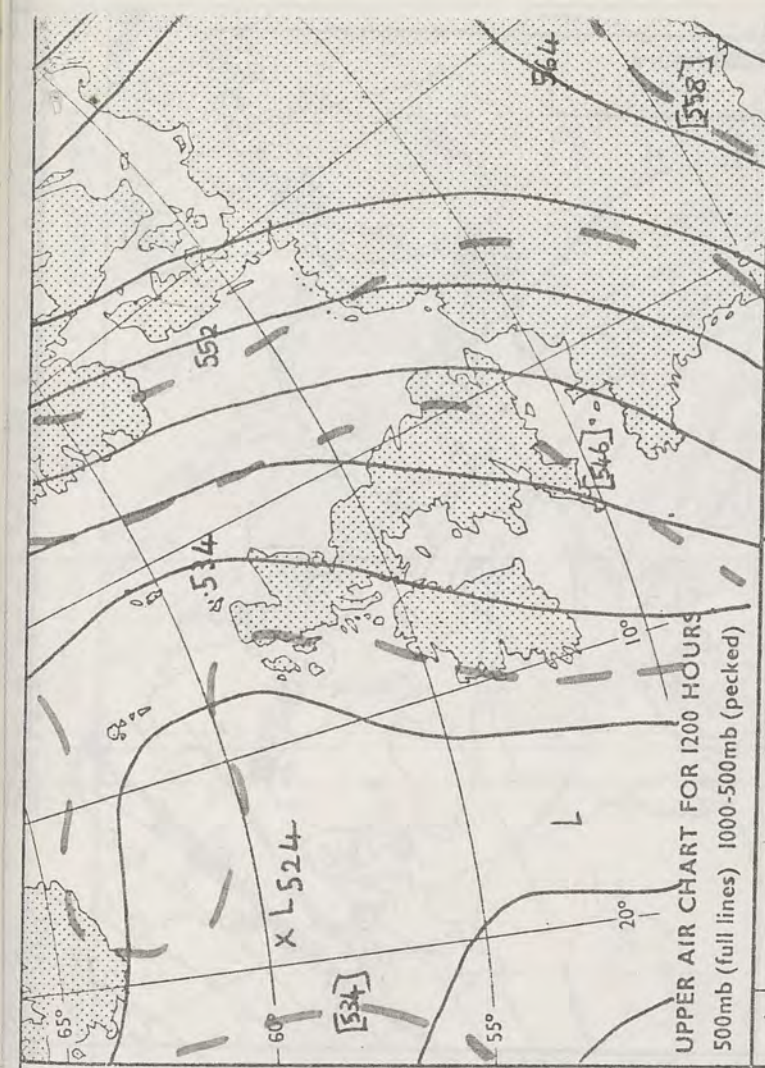 65°
60°
55°
20°
10°
552
.534
X L 524
L
564
[558]
[546]
[534]
UPPER AIR CHART FOR 1200 HOURS
500mb (full lines) 1000-500mb (pecked)